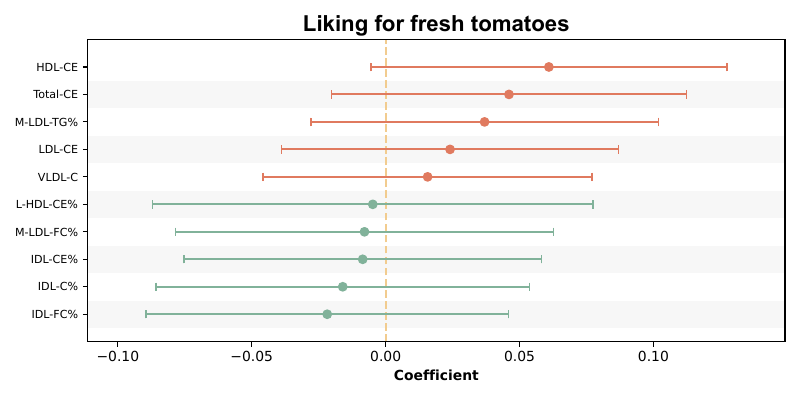 Liking for fresh tomatoes
HDL-CE
Total-CE
M-LDL-TG%
LDL-CE
VLDL-C
L-HDL-CE%
M-LDL-FC%
IDL-CE%
IDL-C%
IDL-FC%
−0.10 −0.05 0.00 0.05 0.10
Coefficient